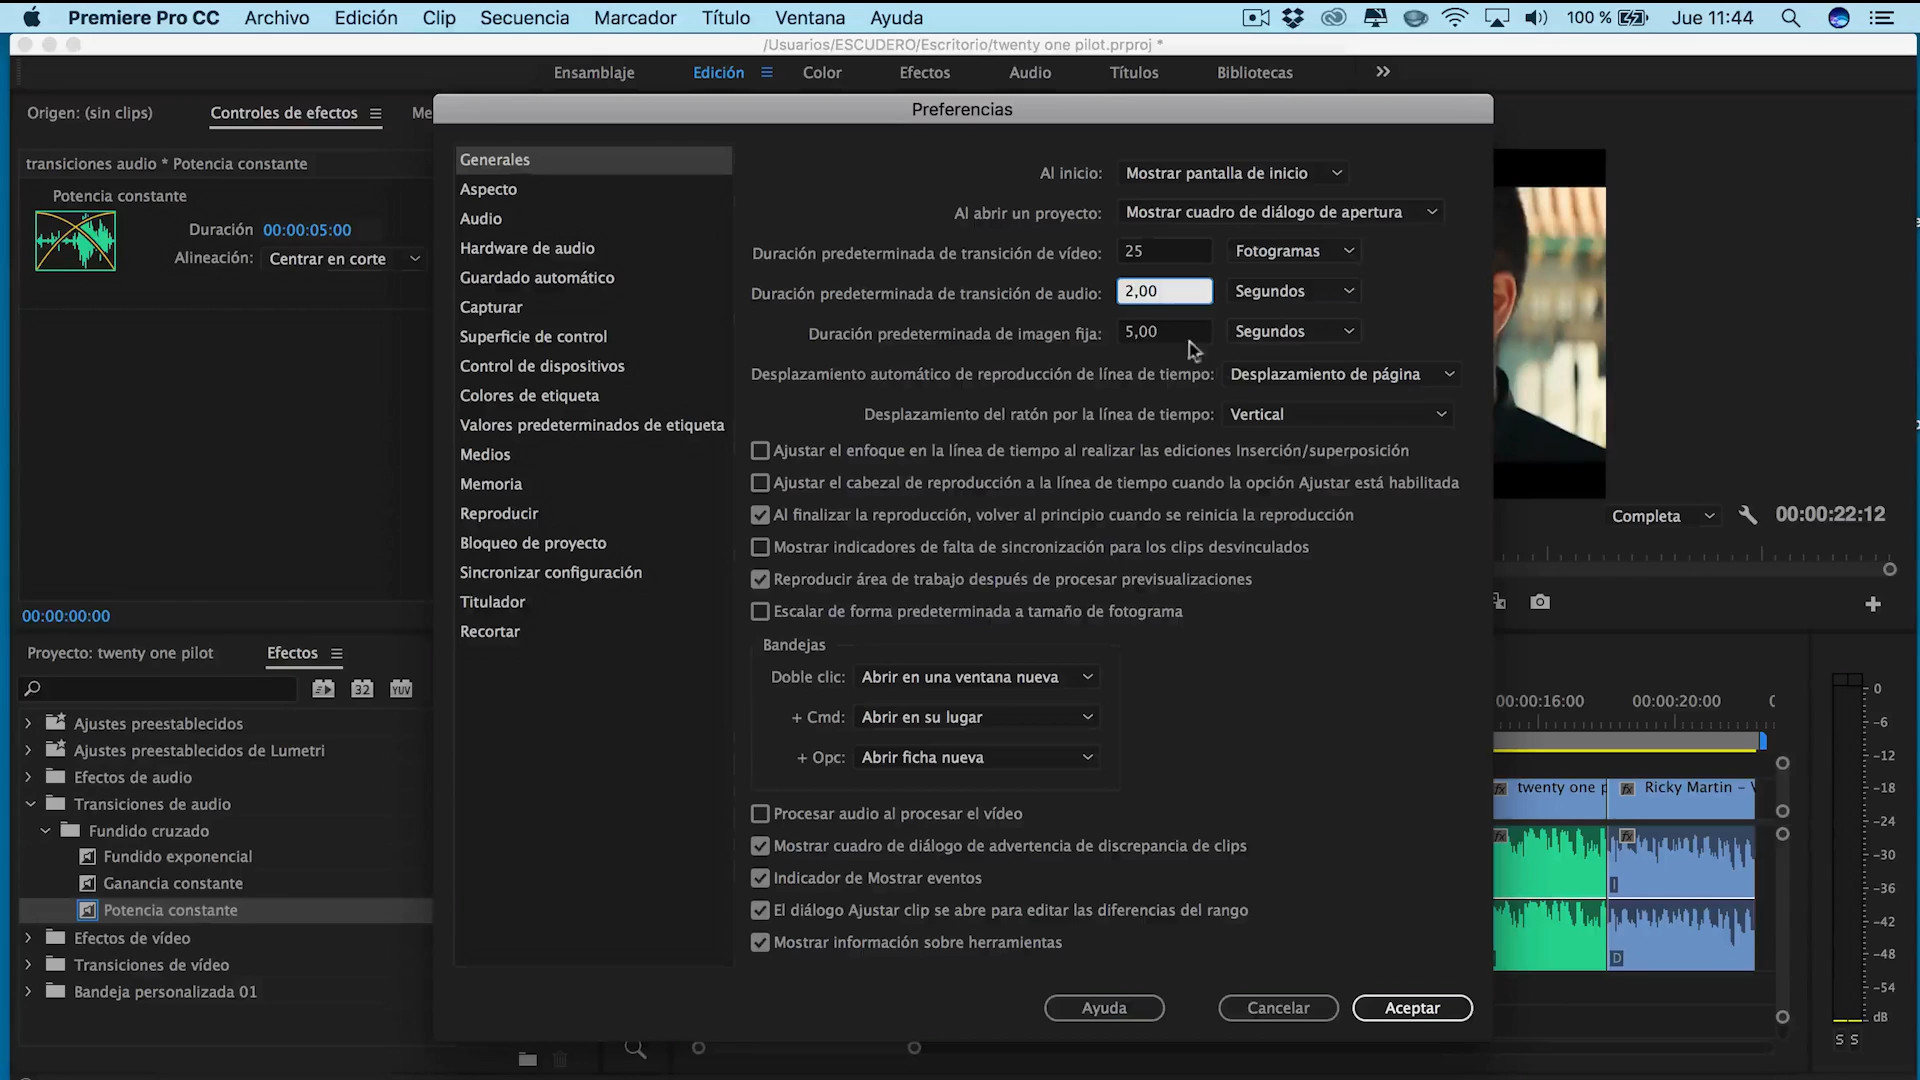 Premiere Pro CC Archivo Edición Clip Secuencia Marcador Título Ventana Ayuda 100 % Jue 11:44
/Usuarios/ESCUDERO/Escritorio/twenty one pilot.prproj *
Ensamblaje Edición Color Efectos Audio Títulos Bibliotecas
Origen: (sin clips) Controles de efectos Me
Preferencias
transiciones audio * Potencia constante
Potencia constante
Duración 00:00:05:00
Alineación: Centrar en corte
00:00:00:00
Generales
Aspecto
Audio
Hardware de audio
Guardado automático
Capturar
Superficie de control
Control de dispositivos
Colores de etiqueta
Valores predeterminados de etiqueta
Medios
Memoria
Reproducir
Bloqueo de proyecto
Sincronizar configuración
Titulador
Recortar
Al inicio: Mostrar pantalla de inicio
Al abrir un proyecto: Mostrar cuadro de diálogo de apertura
Duración predeterminada de transición de vídeo: 25 Fotogramas
Duración predeterminada de transición de audio: 2,00 Segundos
Duración predeterminada de imagen fija: 5,00 Segundos
Desplazamiento automático de reproducción de línea de tiempo: Desplazamiento de página
Desplazamiento del ratón por la línea de tiempo: Vertical
Ajustar el enfoque en la línea de tiempo al realizar las ediciones Inserción/superposición
Ajustar el cabezal de reproducción a la línea de tiempo cuando la opción Ajustar está habilitada
Al finalizar la reproducción, volver al principio cuando se reinicia la reproducción
Mostrar indicadores de falta de sincronización para los clips desvinculados
Reproducir área de trabajo después de procesar previsualizaciones
Escalar de forma predeterminada a tamaño de fotograma
Bandejas
Doble clic: Abrir en una ventana nueva
+ Cmd: Abrir en su lugar
+ Opc: Abrir ficha nueva
Procesar audio al procesar el vídeo
Mostrar cuadro de diálogo de advertencia de discrepancia de clips
Indicador de Mostrar eventos
El diálogo Ajustar clip se abre para editar las diferencias del rango
Mostrar información sobre herramientas
Ayuda Cancelar Aceptar
Completa 00:00:22:12
Proyecto: twenty one pilot Efectos
32 YUV
Ajustes preestablecidos
Ajustes preestablecidos de Lumetri
Efectos de audio
Transiciones de audio
Fundido cruzado
Fundido exponencial
Ganancia constante
Potencia constante
Efectos de vídeo
Transiciones de vídeo
Bandeja personalizada 01
00:00:16:00 00:00:20:00
fx twenty one p fx Ricky Martin – V
fx fx
I
D
0
-6
-12
-18
-24
-30
-36
-42
-48
-54
dB
S S